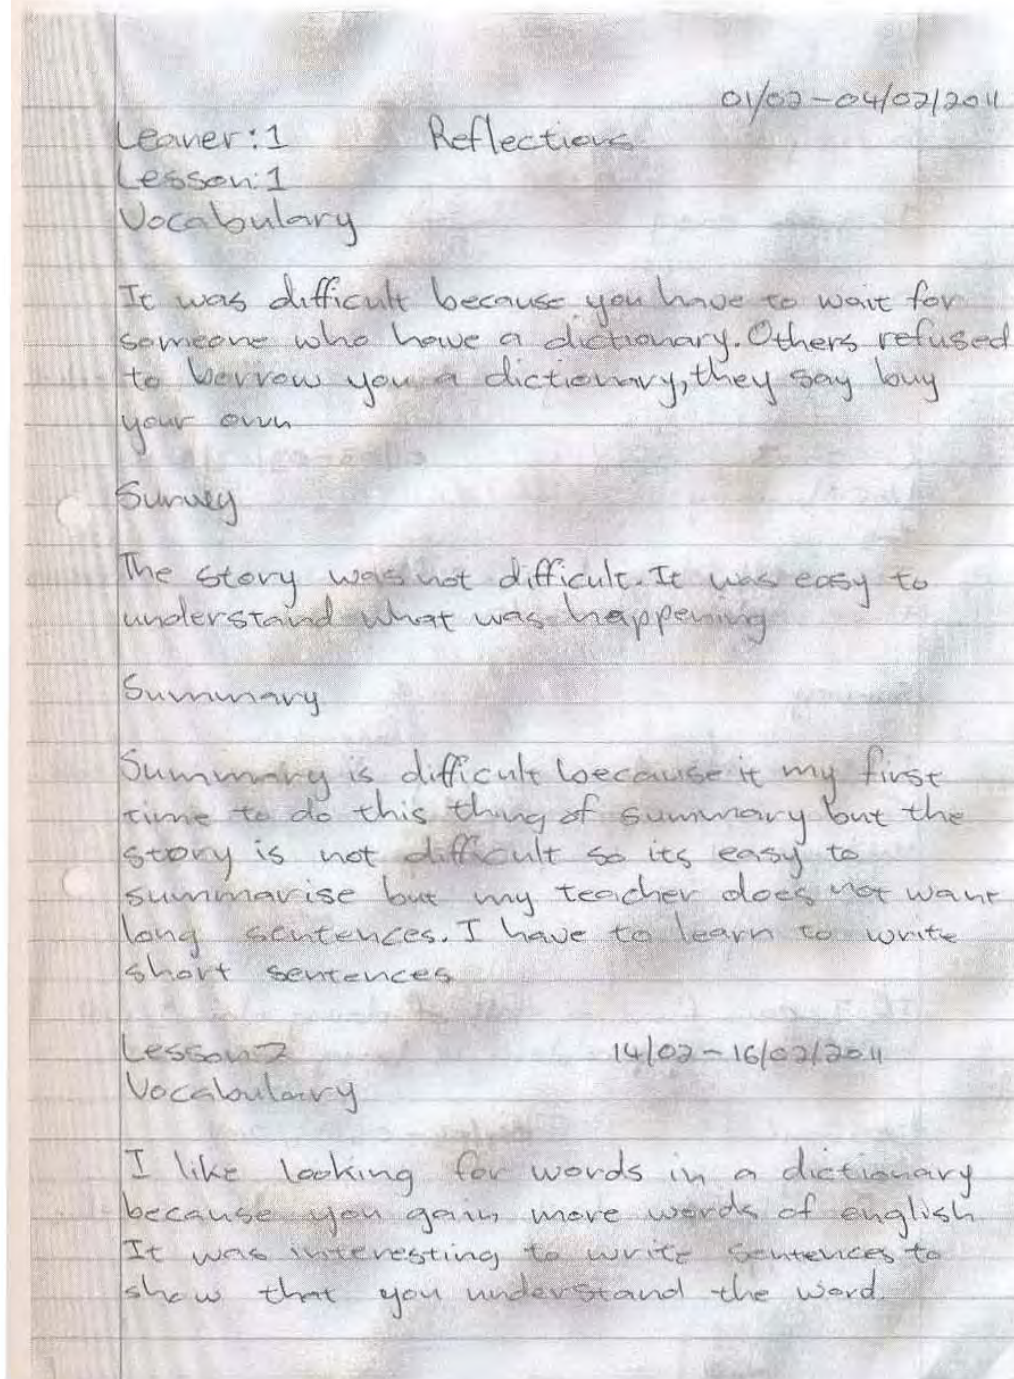 01/02-04/02/2011
Leaner:1 Reflections
Lesson:1
Vocabulary
It was difficult because you have to wait for
someone who have a dictionary. Others refused
to borrow you a dictionary, they say buy
your own
Survey
The story was not difficult. It was easy to
understand what was happening
Summary
Summary is difficult because it my first
time to do this thing of summary but the
story is not difficult so its easy to
summarise but my teacher does not want
long sentences. I have to learn to write
short sentences
Lesson:2 14/02-16/02/2011
Vocabulary
I like looking for words in a dictionary
because you gain more words of english
It was interesting to write sentences to
show that you understand the word.